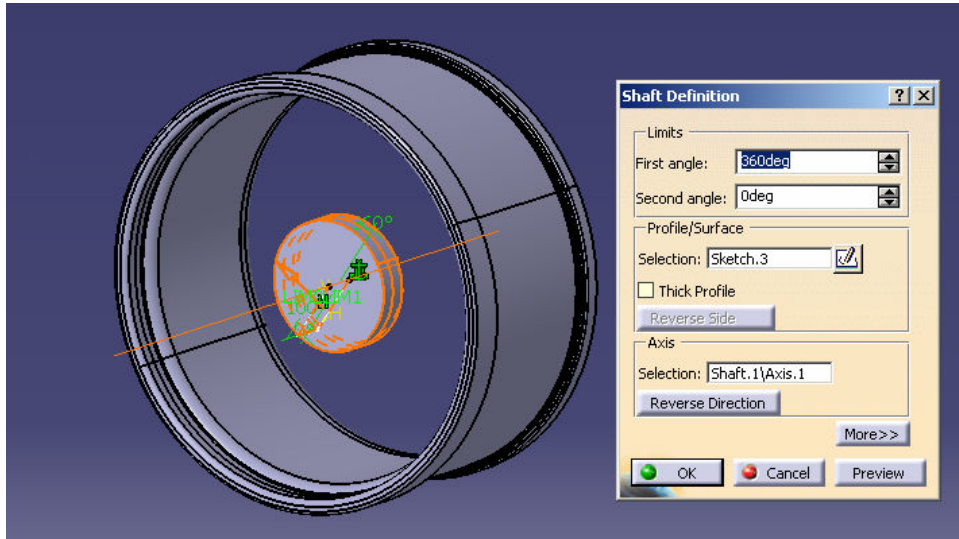 Shaft Definition
Limits
First angle: 360deg
Second angle: 0deg
Profile/Surface
Selection: Sketch.3
Thick Profile
Reverse Side
Axis
Selection: Shaft.1\Axis.1
Reverse Direction
More>>
OK Cancel Preview
360°
H